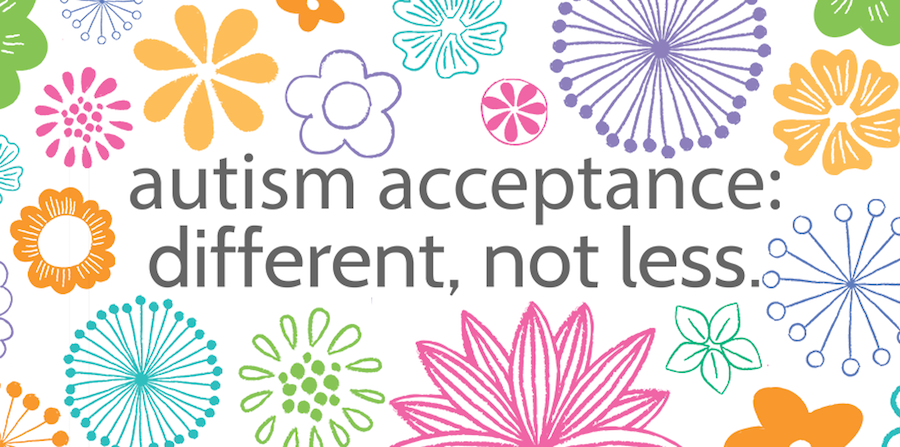 autism acceptance:
different, not less.